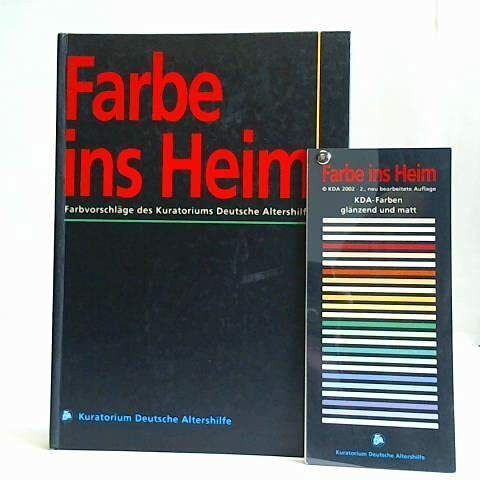 Farbe
ins Heim
Farbvorschläge des Kuratoriums Deutsche Altershilf
Kuratorium Deutsche Altershilfe
Farbe ins Heim
© KDA 2002 · 2., neu bearbeitete Auflage
KDA-Farben
glänzend und matt
Kuratorium Deutsche Altershilfe